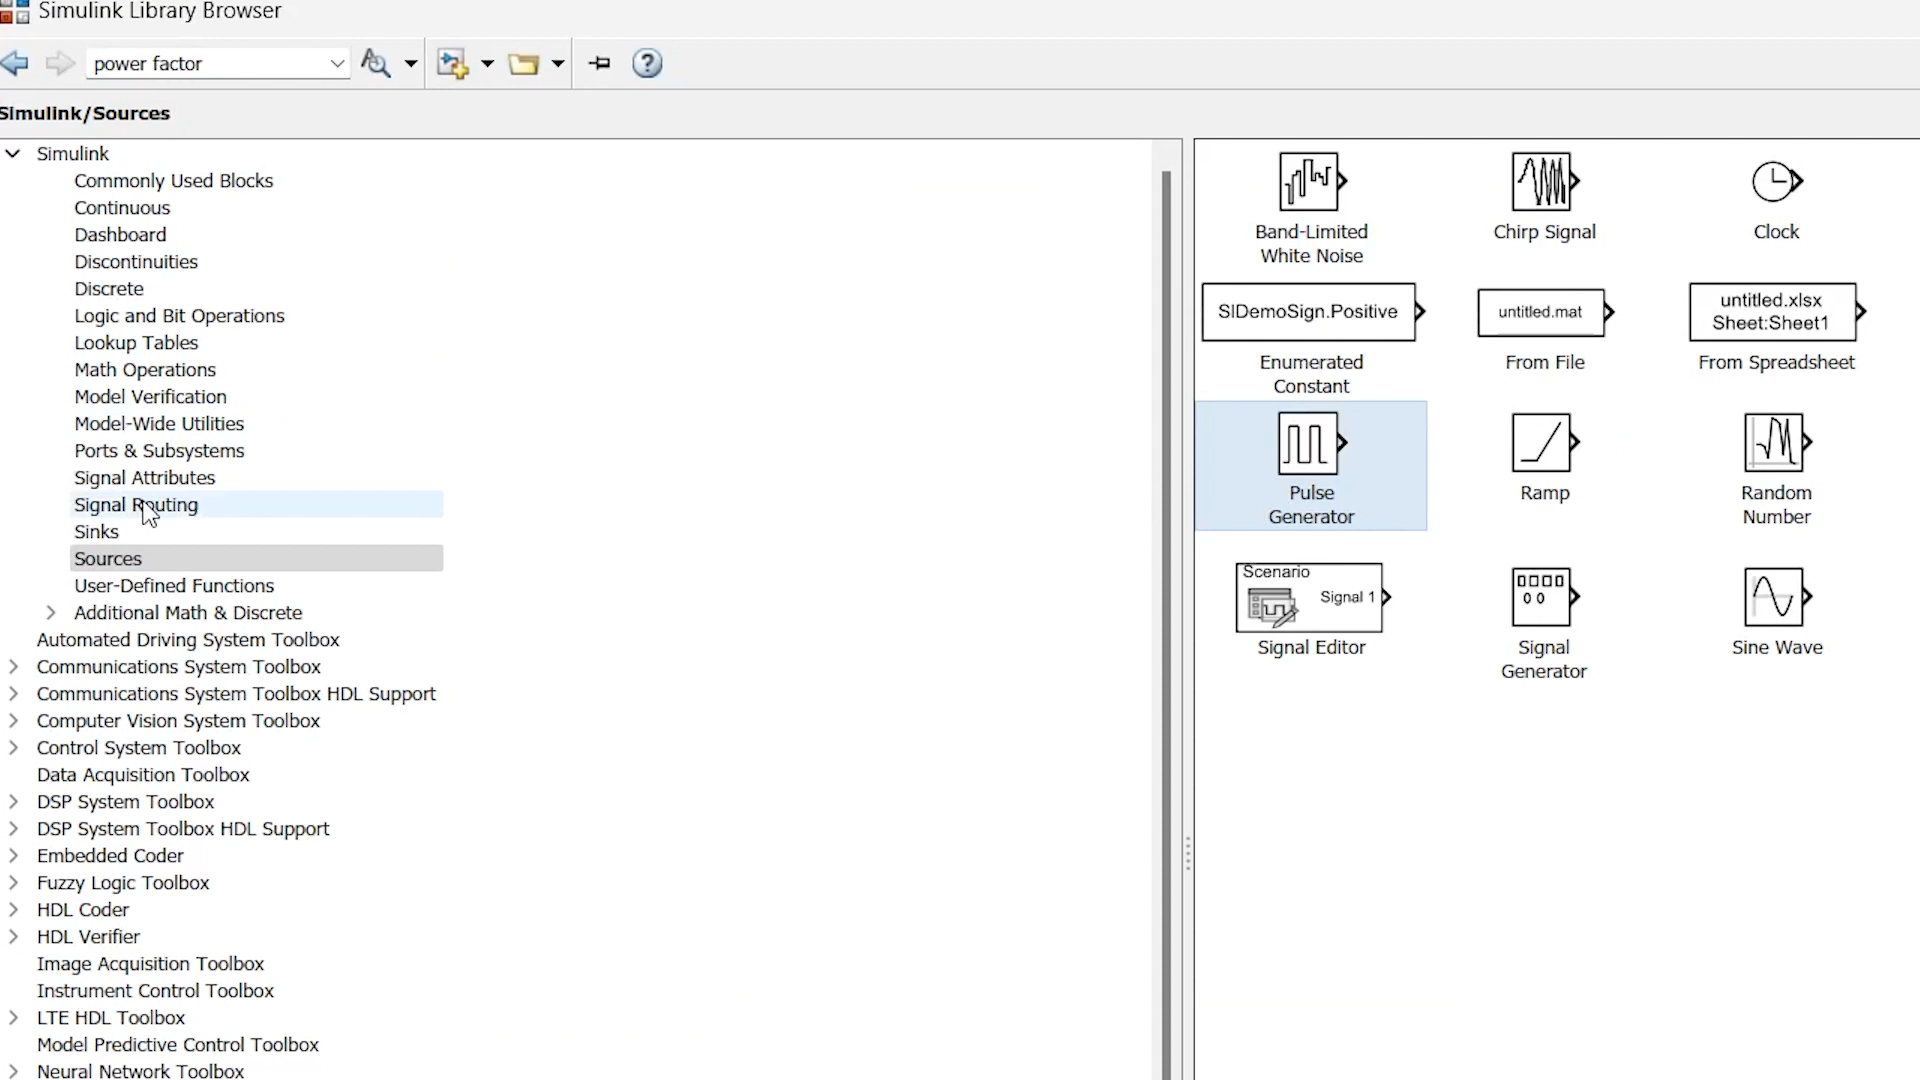 Simulink Library Browser
power factor
Simulink/Sources
Simulink
Commonly Used Blocks
Continuous
Dashboard
Discontinuities
Discrete
Logic and Bit Operations
Lookup Tables
Math Operations
Model Verification
Model-Wide Utilities
Ports & Subsystems
Signal Attributes
Signal Routing
Sinks
Sources
User-Defined Functions
Additional Math & Discrete
Automated Driving System Toolbox
Communications System Toolbox
Communications System Toolbox HDL Support
Computer Vision System Toolbox
Control System Toolbox
Data Acquisition Toolbox
DSP System Toolbox
DSP System Toolbox HDL Support
Embedded Coder
Fuzzy Logic Toolbox
HDL Coder
HDL Verifier
Image Acquisition Toolbox
Instrument Control Toolbox
LTE HDL Toolbox
Model Predictive Control Toolbox
Neural Network Toolbox
Band-Limited
White Noise
Chirp Signal
Clock
SlDemoSign.Positive
Enumerated
Constant
untitled.mat
From File
untitled.xlsx
Sheet:Sheet1
From Spreadsheet
Pulse
Generator
Ramp
Random
Number
Scenario
Signal 1
Signal Editor
Signal
Generator
Sine Wave